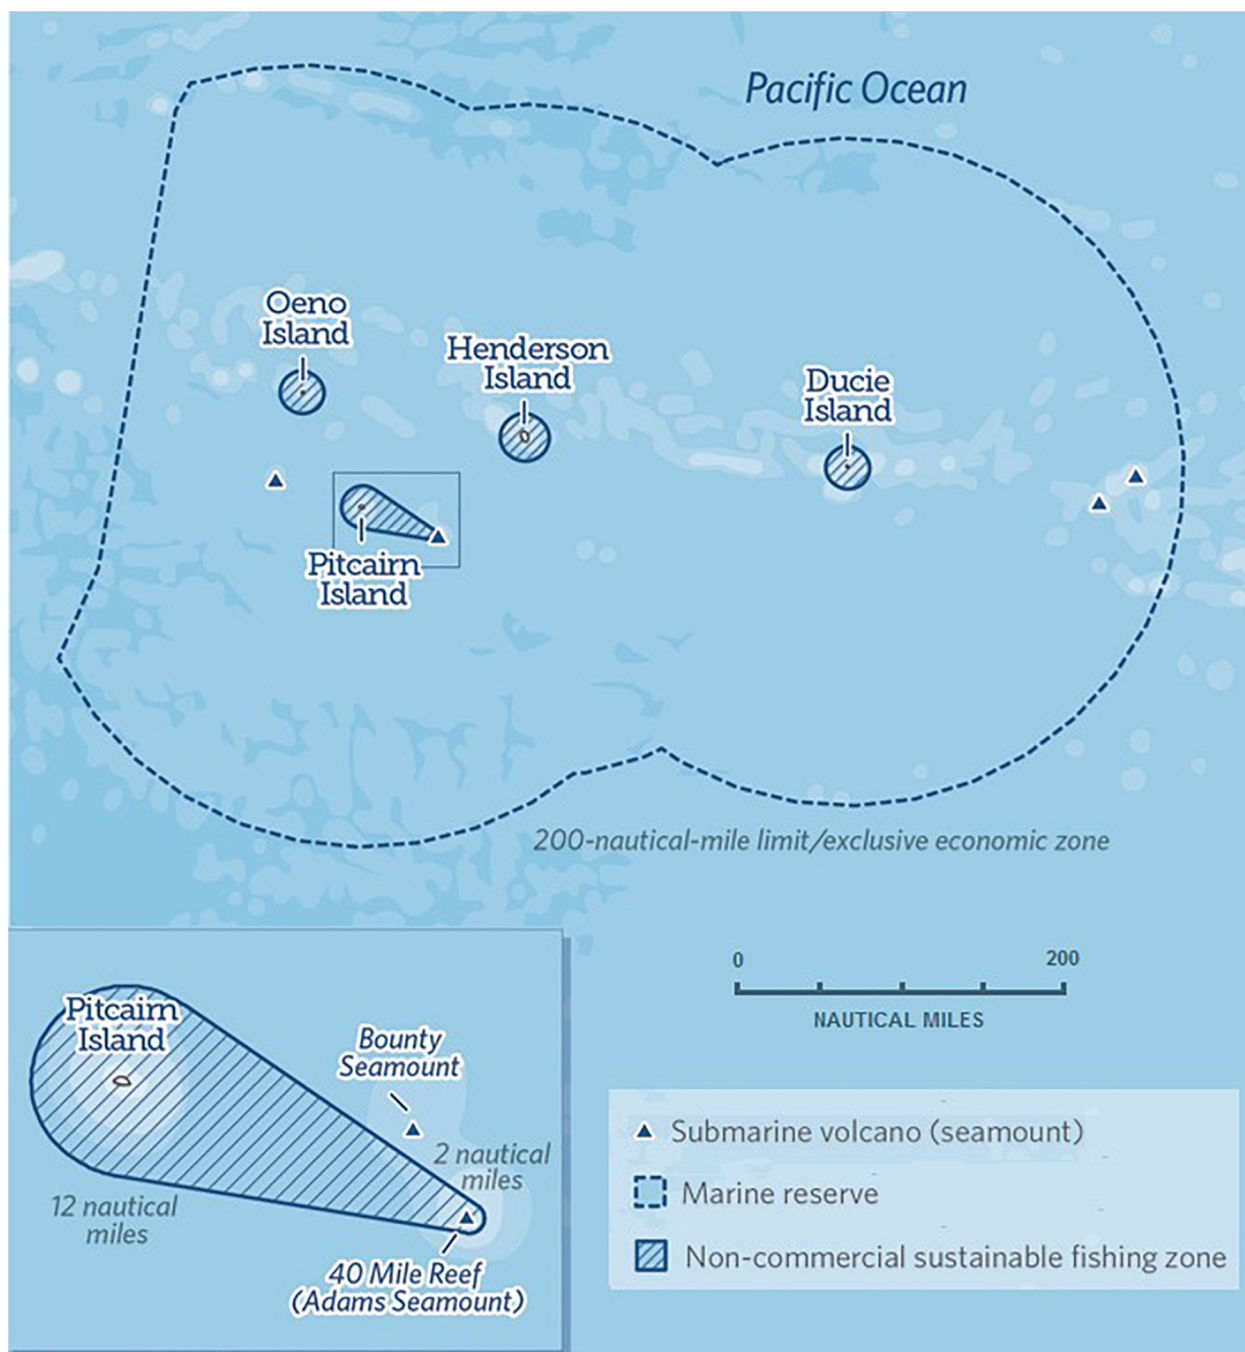 Pacific Ocean
Oeno
Island
Henderson
Island
Ducie
Island
Pitcairn
Island
200-nautical-mile limit/exclusive economic zone
0
200
NAUTICAL MILES
Pitcairn
Island
Bounty
Seamount
2 nautical
miles
12 nautical
miles
40 Mile Reef
(Adams Seamount)
Submarine volcano (seamount)
Marine reserve
Non-commercial sustainable fishing zone